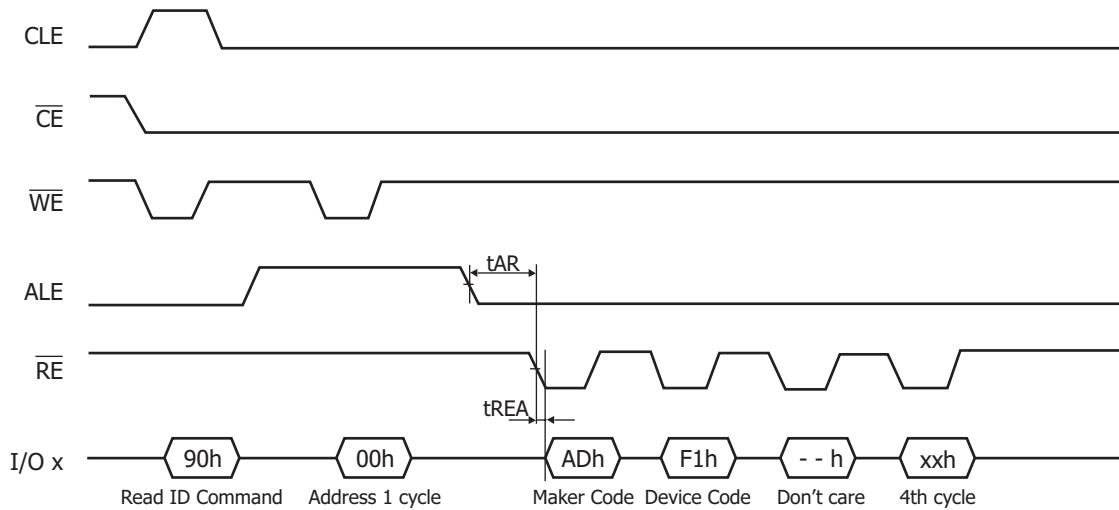 CLE
CE
WE
ALE
tAR
RE
tREA
I/O x 90h 00h ADh F1h - - h xxh
Read ID Command Address 1 cycle Maker Code Device Code Don't care 4th cycle